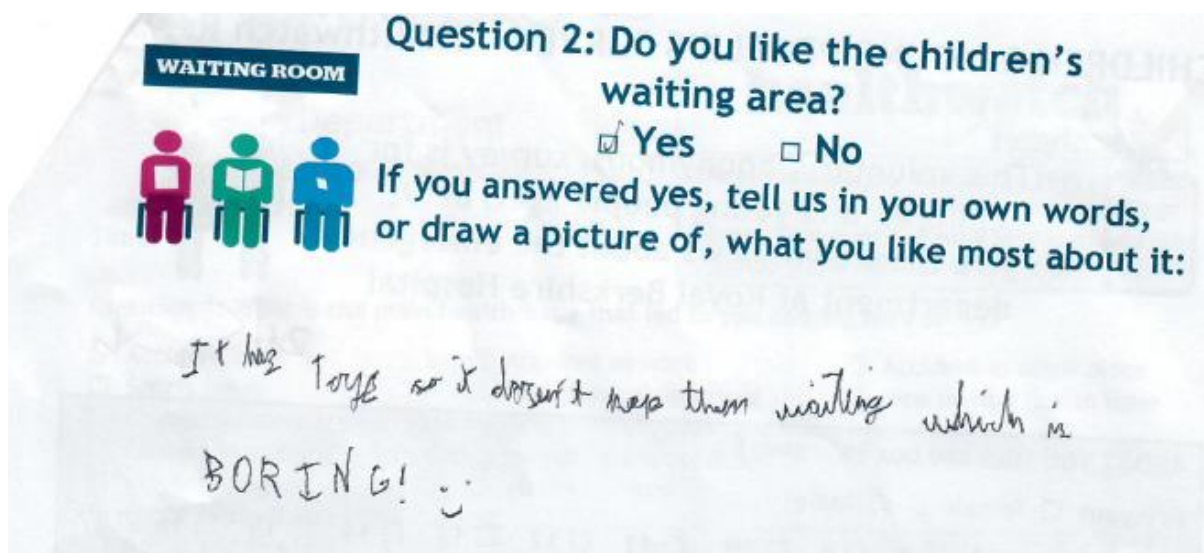 WAITING ROOM
Question 2: Do you like the children's
waiting area?
☑ Yes □ No
If you answered yes, tell us in your own words,
or draw a picture of, what you like most about it:
It has Toys so it doesn't keep them waiting which is
BORING!